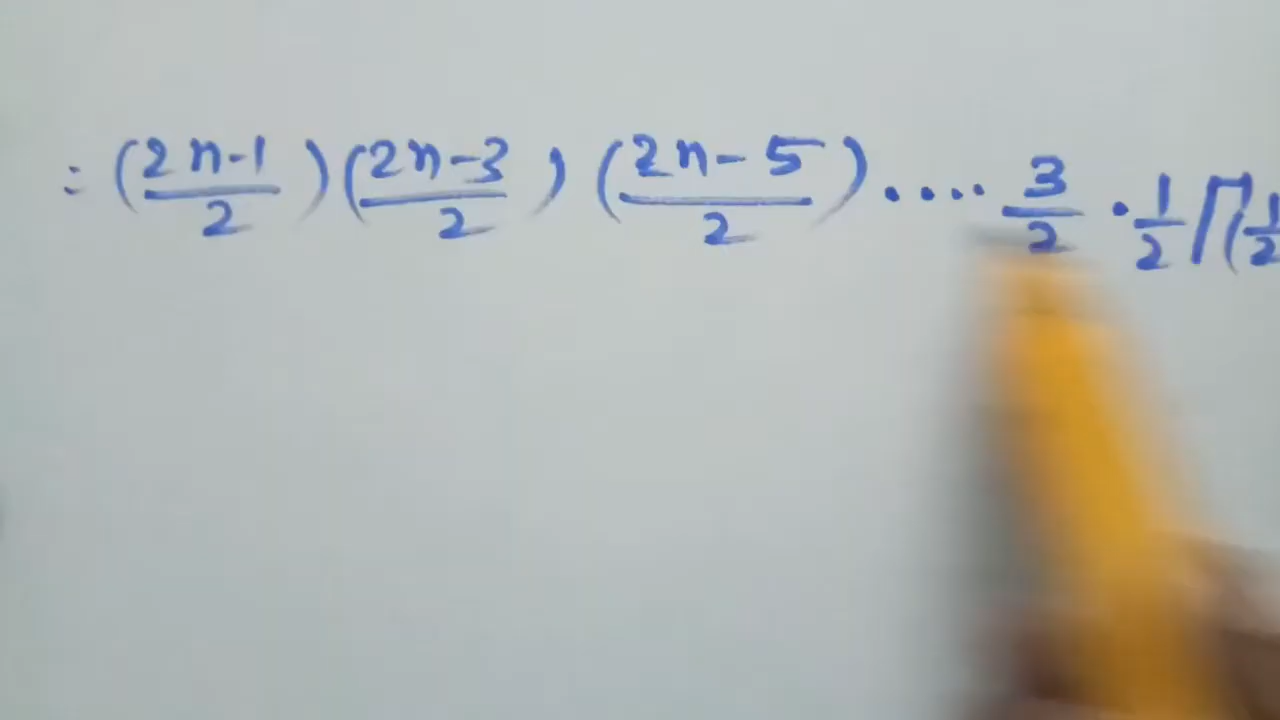 = (2n-1/2)(2n-3/2)(2n-5/2).... 3/2 · 1/2 Γ(1/2